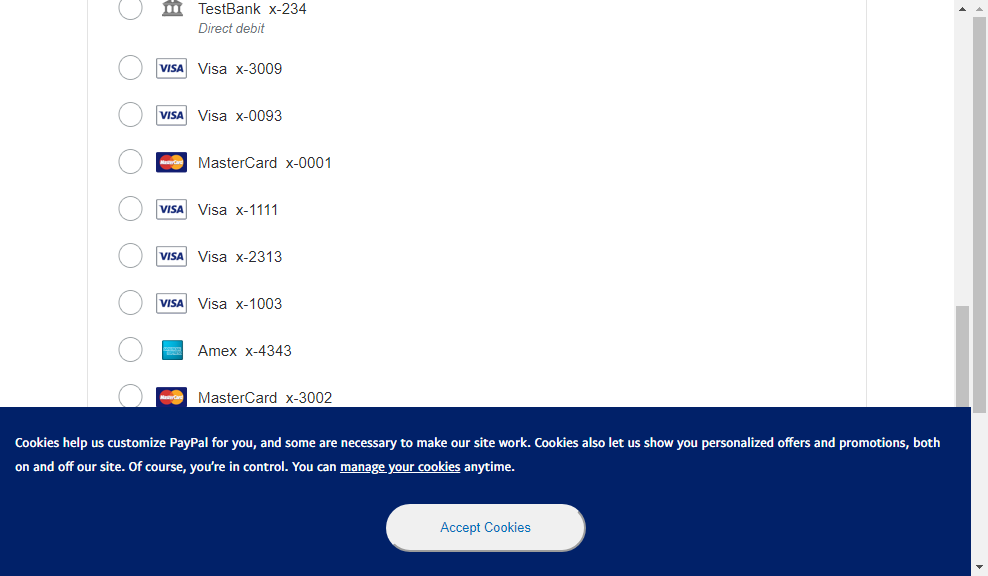 TestBank x-234
Direct debit
VISA Visa x-3009
VISA Visa x-0093
MasterCard MasterCard x-0001
VISA Visa x-1111
VISA Visa x-2313
VISA Visa x-1003
Amex x-4343
MasterCard MasterCard x-3002
Cookies help us customize PayPal for you, and some are necessary to make our site work. Cookies also let us show you personalized offers and promotions, both
on and off our site. Of course, you’re in control. You can manage your cookies anytime.
Accept Cookies